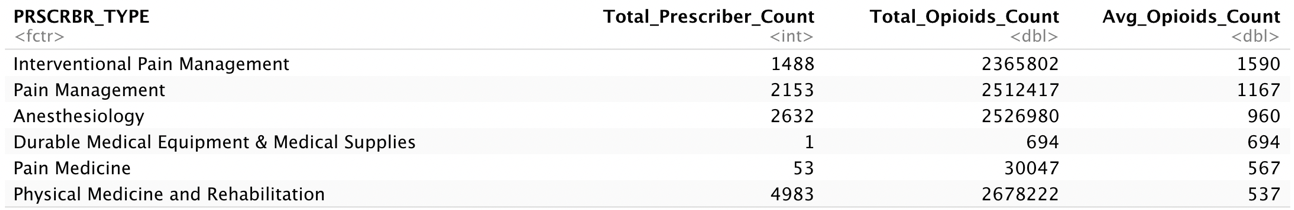 PRSCRBR_TYPE Total_Prescriber_Count Total_Opioids_Count Avg_Opioids_Count
<fctr> <int> <dbl> <dbl>
Interventional Pain Management 1488 2365802 1590
Pain Management 2153 2512417 1167
Anesthesiology 2632 2526980 960
Durable Medical Equipment & Medical Supplies 1 694 694
Pain Medicine 53 30047 567
Physical Medicine and Rehabilitation 4983 2678222 537